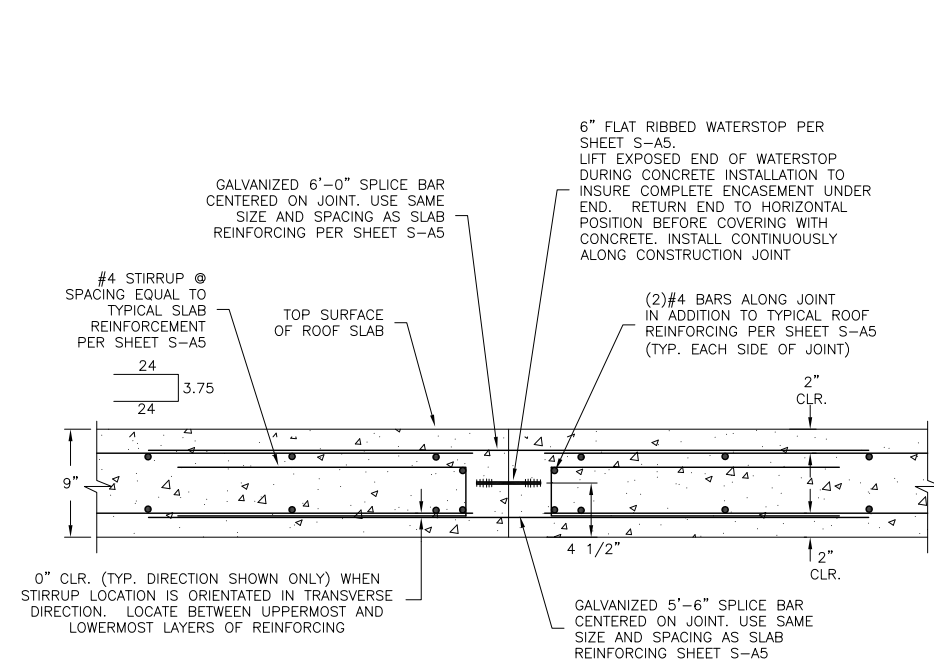 6" FLAT RIBBED WATERSTOP PER
SHEET S-A5.
LIFT EXPOSED END OF WATERSTOP
DURING CONCRETE INSTALLATION TO
INSURE COMPLETE ENCASEMENT UNDER
END.  RETURN END TO HORIZONTAL
POSITION BEFORE COVERING WITH
CONCRETE. INSTALL CONTINUOUSLY
ALONG CONSTRUCTION JOINT
GALVANIZED 6'-0" SPLICE BAR
CENTERED ON JOINT. USE SAME
SIZE AND SPACING AS SLAB
REINFORCING PER SHEET S-A5
#4 STIRRUP @
SPACING EQUAL TO
TYPICAL SLAB
REINFORCEMENT
PER SHEET S-A5
TOP SURFACE
OF ROOF SLAB
(2)#4 BARS ALONG JOINT
IN ADDITION TO TYPICAL ROOF
REINFORCING PER SHEET S-A5
(TYP. EACH SIDE OF JOINT)
24
3.75
24
2"
CLR.
9"
4 1/2"
2"
CLR.
0" CLR. (TYP. DIRECTION SHOWN ONLY) WHEN
STIRRUP LOCATION IS ORIENTATED IN TRANSVERSE
DIRECTION.  LOCATE BETWEEN UPPERMOST AND
LOWERMOST LAYERS OF REINFORCING
GALVANIZED 5'-6" SPLICE BAR
CENTERED ON JOINT. USE SAME
SIZE AND SPACING AS SLAB
REINFORCING SHEET S-A5